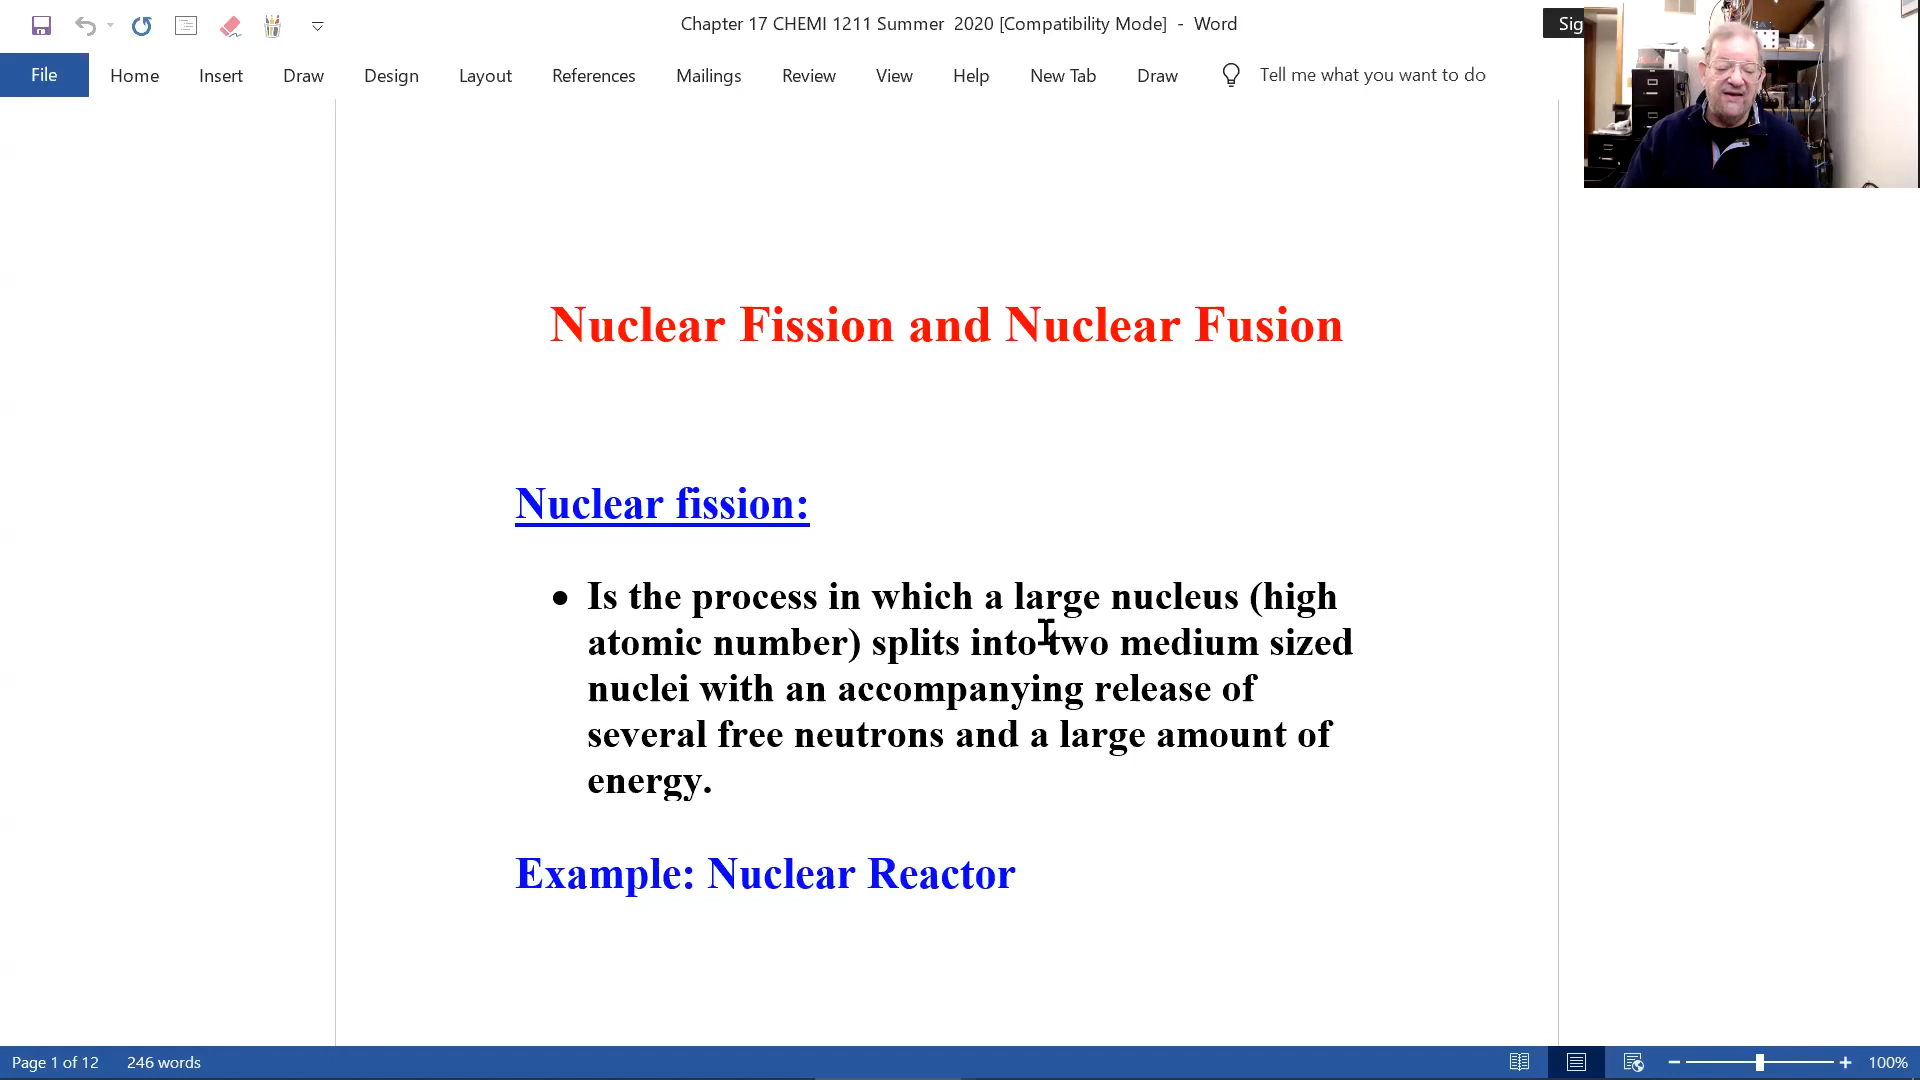 Chapter 17 CHEMI 1211 Summer 2020 [Compatibility Mode] - Word
Sig
File Home Insert Draw Design Layout References Mailings Review View Help New Tab Draw Tell me what you want to do
Nuclear Fission and Nuclear Fusion
Nuclear fission:
• Is the process in which a large nucleus (high
atomic number) splits into two medium sized
nuclei with an accompanying release of
several free neutrons and a large amount of
energy.
Example: Nuclear Reactor
Page 1 of 12 246 words 100%